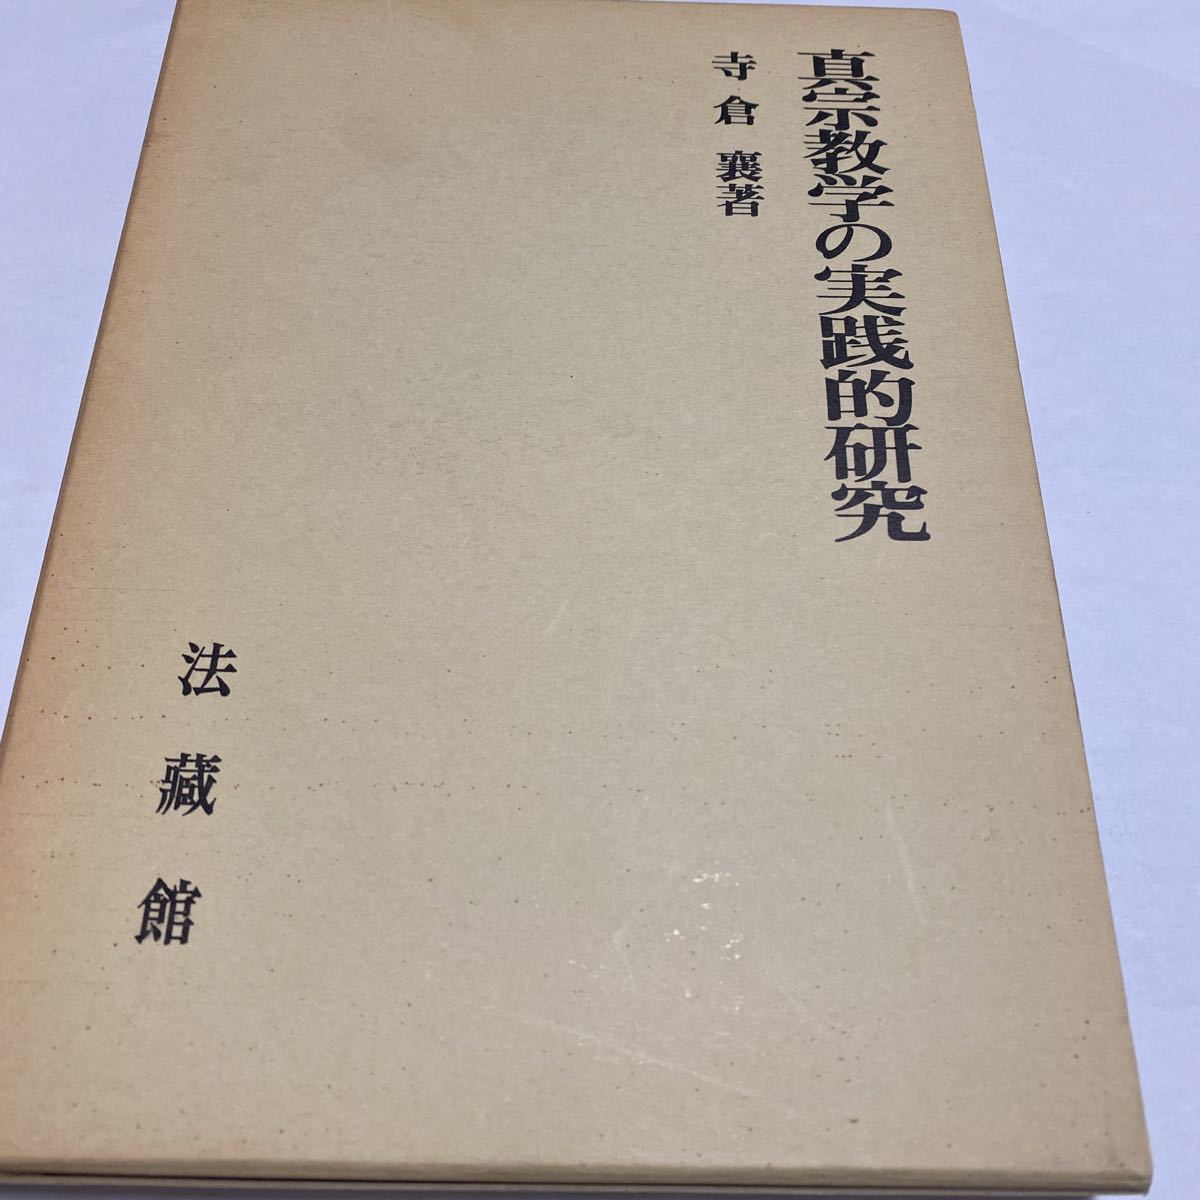 真宗教学の実践的研究
寺倉襄著
法藏館